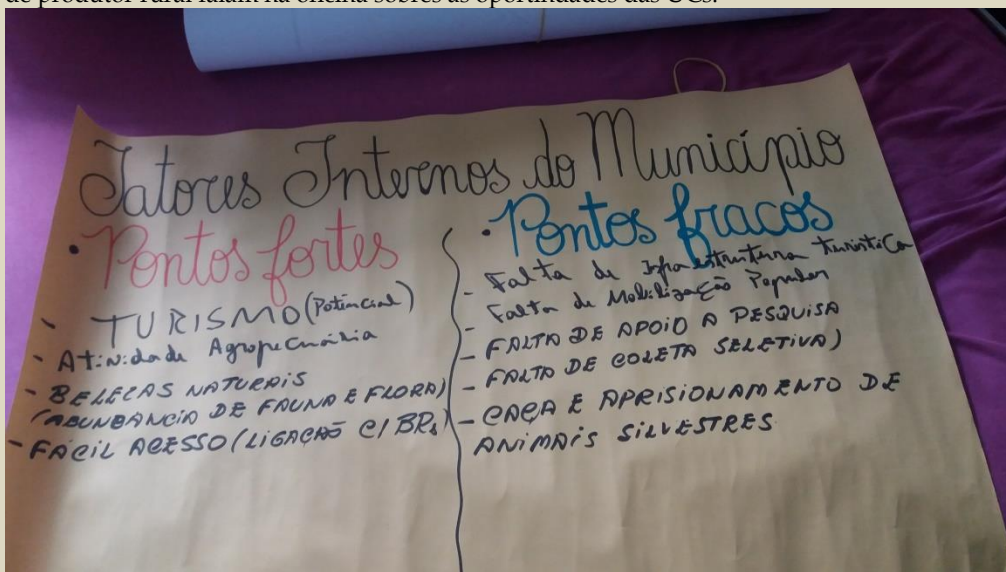 de produtor rural falam na oficina sobres as oportindades das UCs.
Fatores Internos do Município
• Pontos fortes
- TURISMO (Potencial)
- Atividade Agropecuária
- BELEZAS NATURAIS
(ABUNDANCIA DE FAUNA E FLORA)
- FÁCIL ACESSO (LIGAÇÃO C/ BRs)
• Pontos fracos
- Falta de Infraestrutura turística
- Falta de Mobilização Popular
- FALTA DE APOIO A PESQUISA
- FALTA DE COLETA SELETIVA)
- CAÇA E APRISIONAMENTO DE
ANIMAIS SILVESTRES